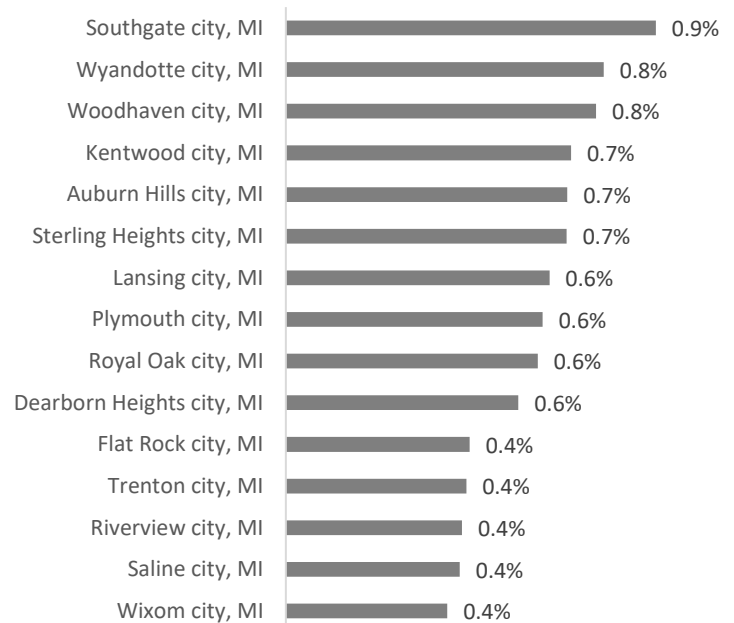 Southgate city, MI 0.9%
Wyandotte city, MI 0.8%
Woodhaven city, MI 0.8%
Kentwood city, MI 0.7%
Auburn Hills city, MI 0.7%
Sterling Heights city, MI 0.7%
Lansing city, MI 0.6%
Plymouth city, MI 0.6%
Royal Oak city, MI 0.6%
Dearborn Heights city, MI 0.6%
Flat Rock city, MI 0.4%
Trenton city, MI 0.4%
Riverview city, MI 0.4%
Saline city, MI 0.4%
Wixom city, MI 0.4%